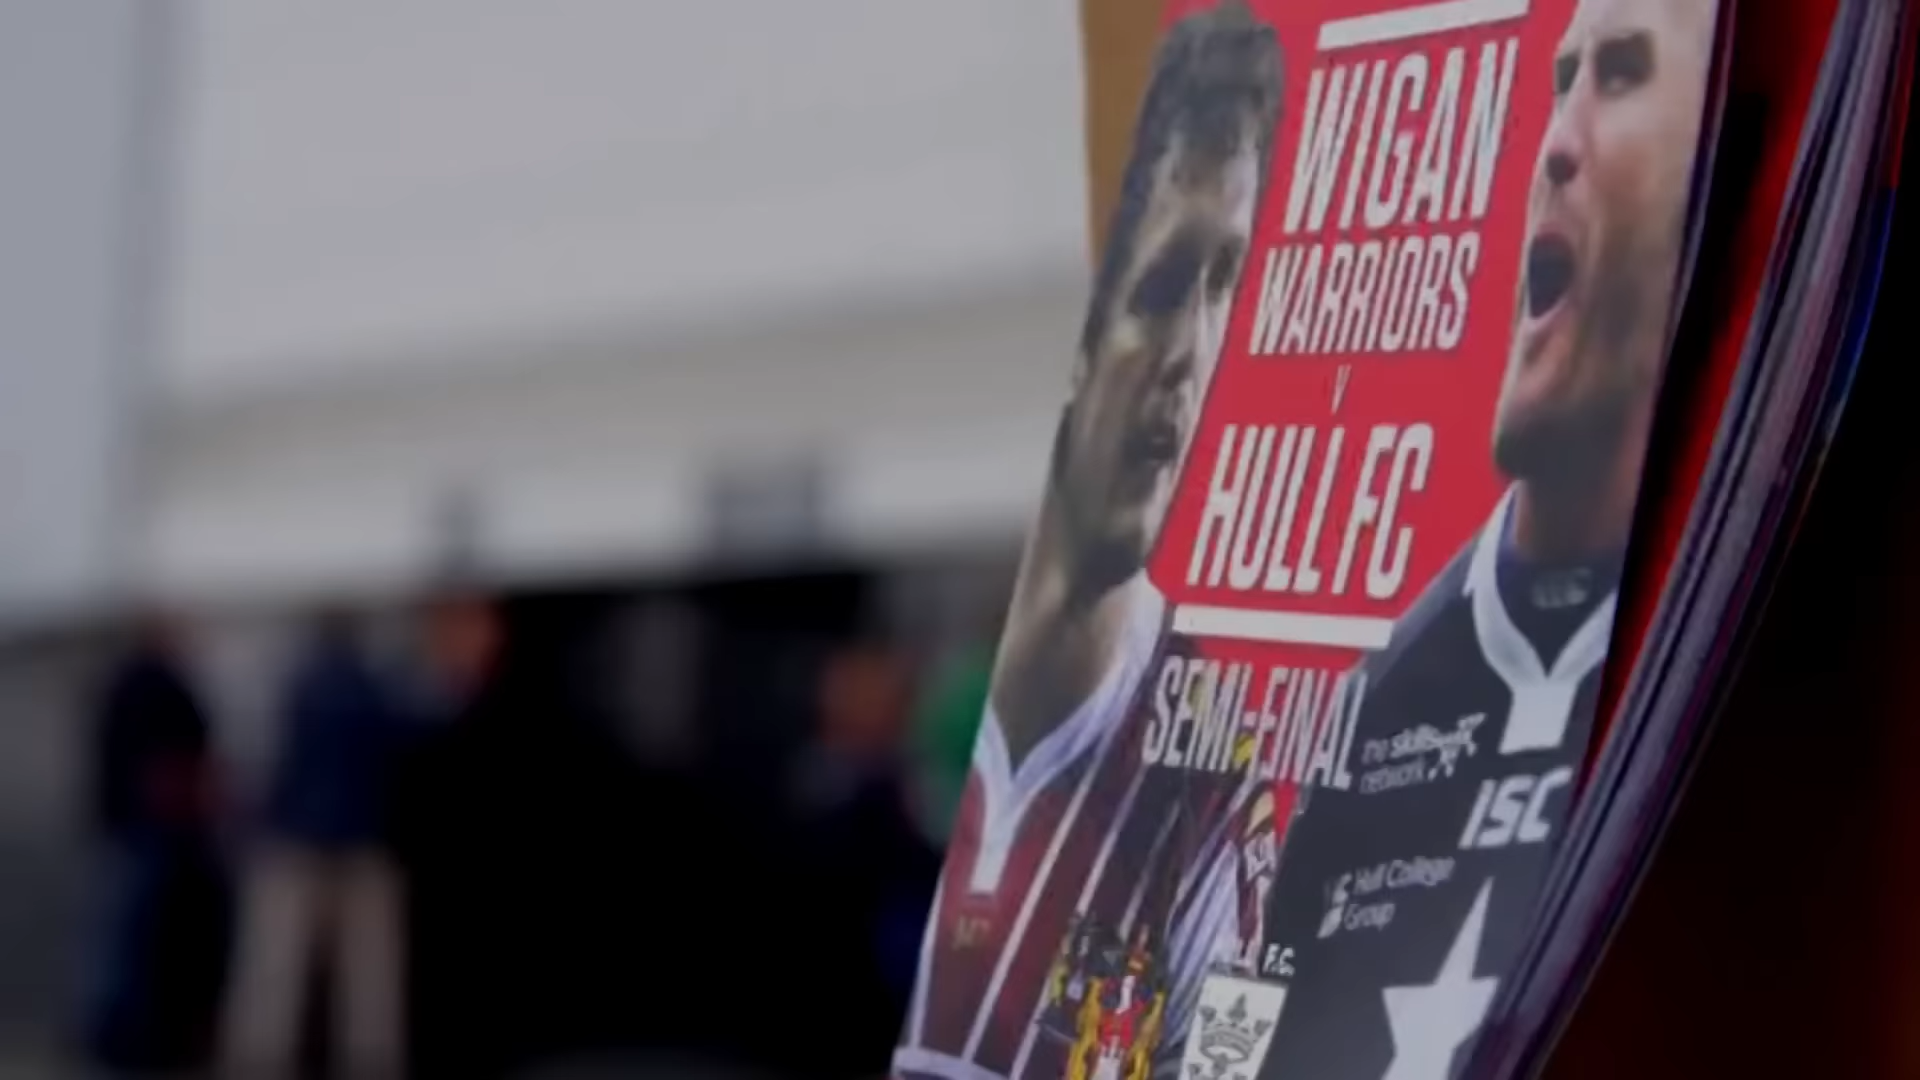 WIGAN
WARRIORS
V
HULL FC
SEMI-FINAL
the skills
network
ISC
Hull College
Group
F.C.